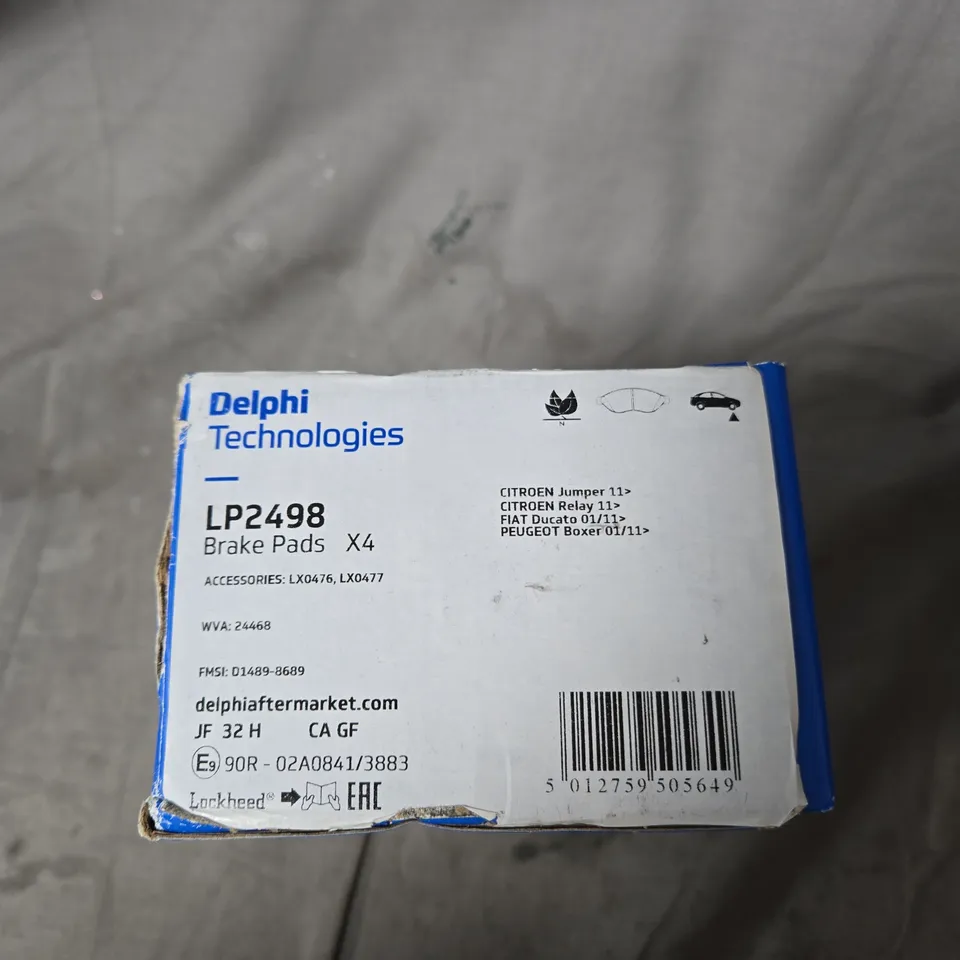 Delphi
Technologies
LP2498
Brake Pads X4
ACCESSORIES: LX0476, LX0477
WVA: 24468
FMSI: D1489-8689
delphiaftermarket.com
JF 32 H CA GF
E9 90R - 02A0841/3883
Lockheed® EAC
N
CITROEN Jumper 11>
CITROEN Relay 11>
FIAT Ducato 01/11>
PEUGEOT Boxer 01/11>
5 012759 505649